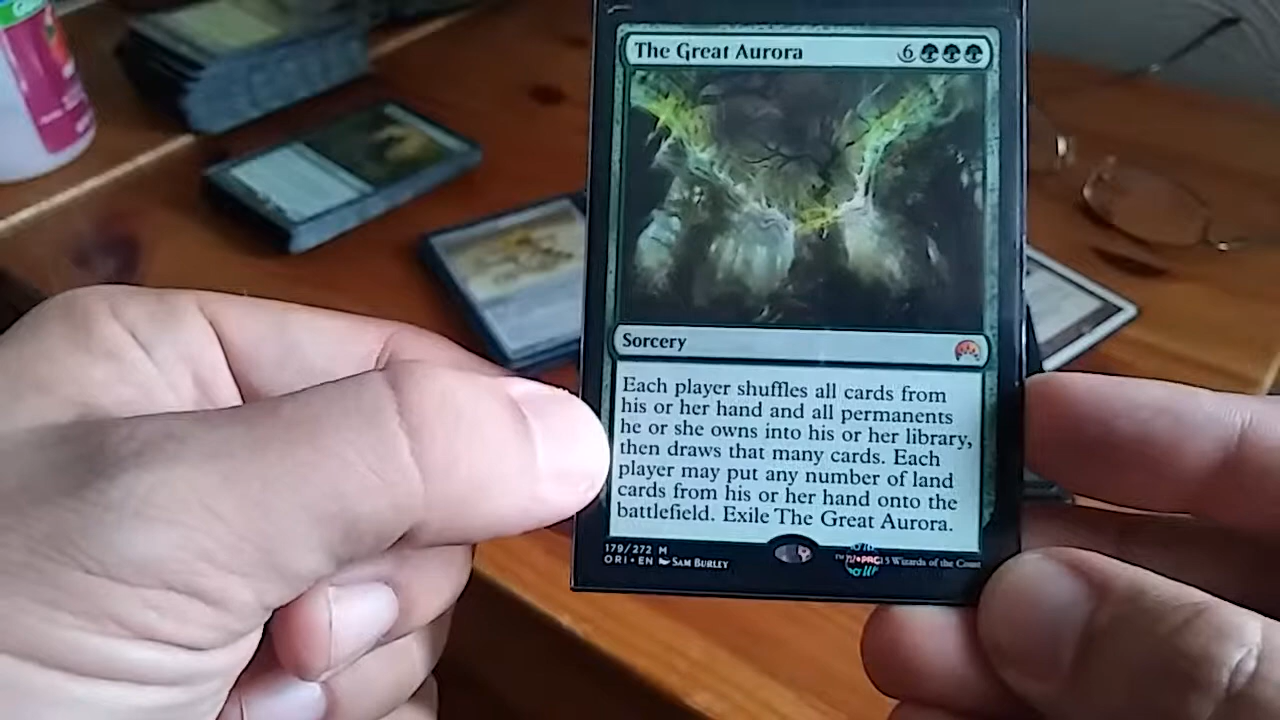 The Great Aurora 6
Sorcery
Each player shuffles all cards from
his or her hand and all permanents
he or she owns into his or her library,
then draws that many cards. Each
player may put any number of land
cards from his or her hand onto the
battlefield. Exile The Great Aurora.
179/272 M
ORI • EN SAM BURLEY
Wizards of the Coast